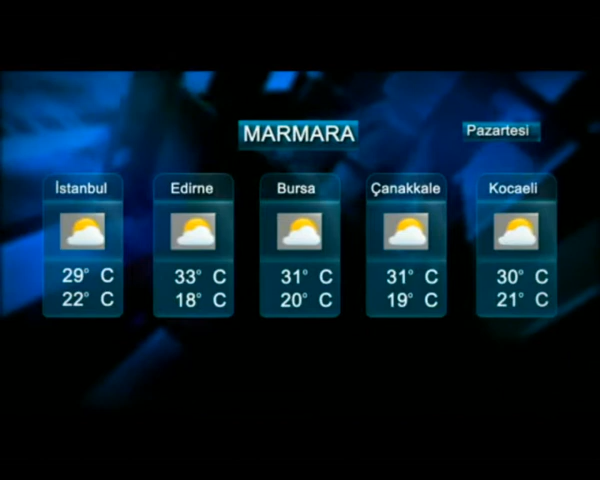 MARMARA
Pazartesi
İstanbul
29° C
22° C
Edirne
33° C
18° C
Bursa
31° C
20° C
Çanakkale
31° C
19° C
Kocaeli
30° C
21° C